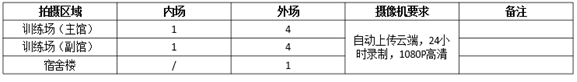 拍摄区域 内场 外场 摄像机要求 备注
训练场（主馆） 1 4
训练场（副馆） 1 4
宿舍楼 / 1
自动上传云端，24小
时录制，1080P高清